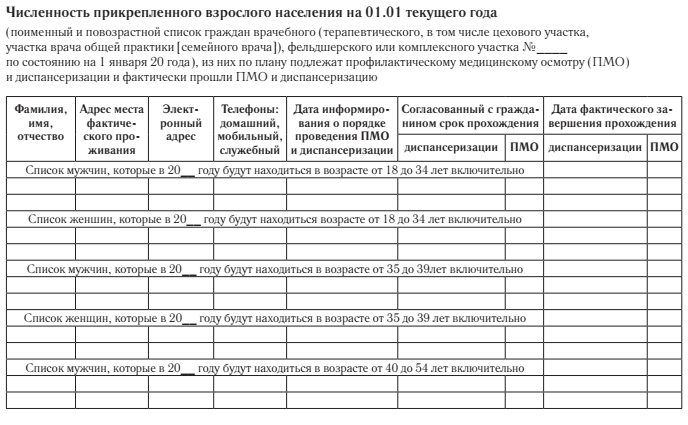 Численность прикрепленного взрослого населения на 01.01 текущего года
(поименный и повозрастной список граждан врачебного (терапевтического, в том числе цехового участка,
участка врача общей практики [семейного врача]), фельдшерского или комплексного участка №____
по состоянию на 1 января 20 года), из них по плану подлежат профилактическому медицинскому осмотру (ПМО)
и диспансеризации и фактически прошли ПМО и диспансеризацию
Фамилия,
имя,
отчество
Адрес места
фактиче-
ского про-
живания
Элект-
ронный
адрес
Телефоны:
домашний,
мобильный,
служебный
Дата информиро-
вания о порядке
проведения ПМО
и диспансеризации
Согласованный с гражда-
нином срок прохождения
диспансеризации
ПМО
Дата фактического за-
вершения прохождения
диспансеризации
ПМО
Список мужчин, которые в 20__ году будут находиться в возрасте от 18 до 34 лет включительно
Список женшин, которые в 20__ году будут находиться в возрасте от 18 до 34 лет включительно
Список мужчин, которые в 20__ году будут находиться в возрасте от 35 до 39лет включительно
Список женщин, которые в 20__ году будут находиться в возрасте от 35 до 39 лет включительно
Список мужчин, которые в 20__ году будут находиться в возрасте от 40 до 54 лет включительно